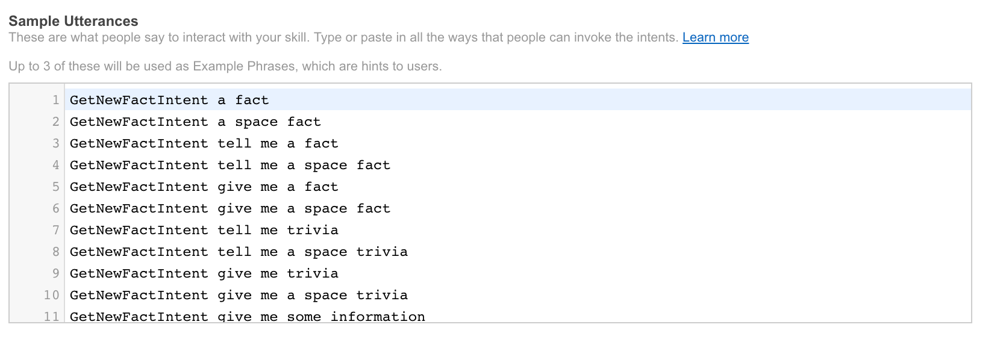 Sample Utterances
These are what people say to interact with your skill. Type or paste in all the ways that people can invoke the intents. Learn more
Up to 3 of these will be used as Example Phrases, which are hints to users.
1 GetNewFactIntent a fact
2 GetNewFactIntent a space fact
3 GetNewFactIntent tell me a fact
4 GetNewFactIntent tell me a space fact
5 GetNewFactIntent give me a fact
6 GetNewFactIntent give me a space fact
7 GetNewFactIntent tell me trivia
8 GetNewFactIntent tell me a space trivia
9 GetNewFactIntent give me trivia
10 GetNewFactIntent give me a space trivia
11 GetNewFactIntent give me some information